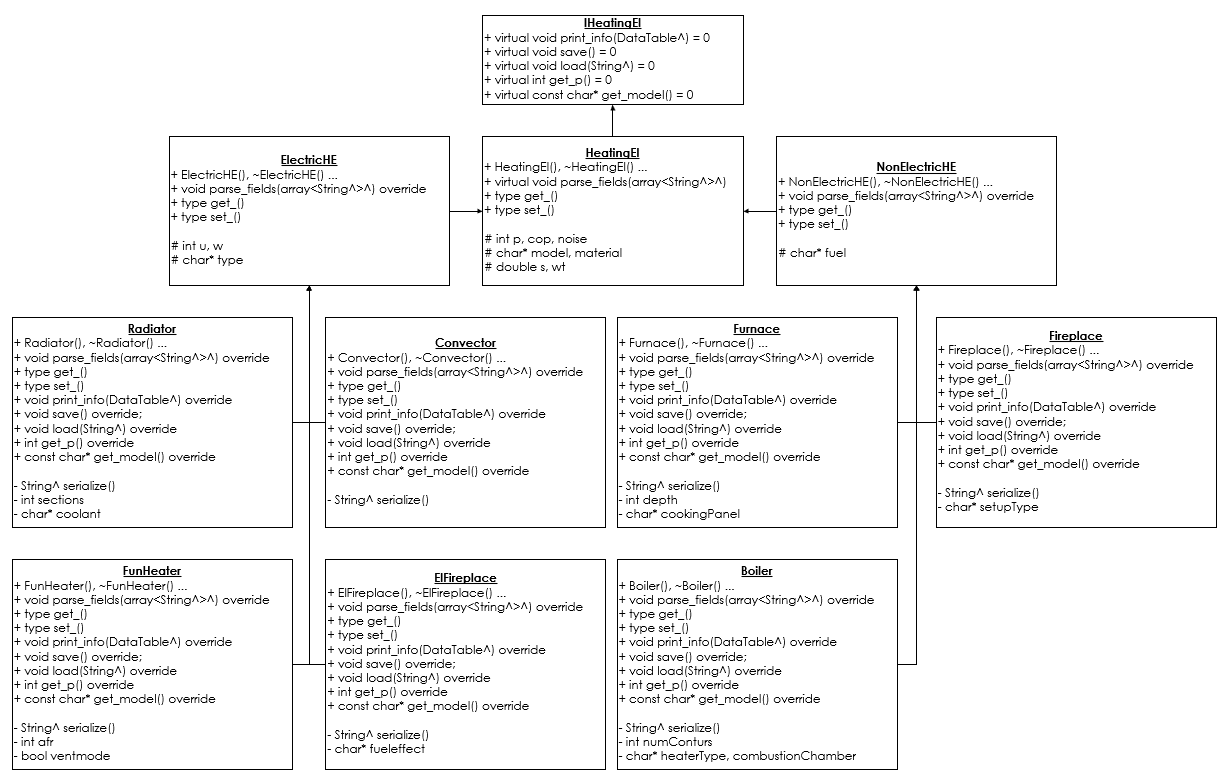 IHeatingEl
+ virtual void print_info(DataTable^) = 0
+ virtual void save() = 0
+ virtual void load(String^) = 0
+ virtual int get_p() = 0
+ virtual const char* get_model() = 0
ElectricHE
+ ElectricHE(), ~ElectricHE() ...
+ void parse_fields(array<String^>^) override
+ type get_()
+ type set_()
# int u, w
# char* type
HeatingEl
+ HeatingEl(), ~HeatingEl() ...
+ virtual void parse_fields(array<String^>^)
+ type get_()
+ type set_()
# int p, cop, noise
# char* model, material
# double s, wt
NonElectricHE
+ NonElectricHE(), ~NonElectricHE() ...
+ void parse_fields(array<String^>^) override
+ type get_()
+ type set_()
# char* fuel
Radiator
+ Radiator(), ~Radiator() ...
+ void parse_fields(array<String^>^) override
+ type get_()
+ type set_()
+ void print_info(DataTable^) override
+ void save() override;
+ void load(String^) override
+ int get_p() override
+ const char* get_model() override
- String^ serialize()
- int sections
- char* coolant
Convector
+ Convector(), ~Convector() ...
+ void parse_fields(array<String^>^) override
+ type get_()
+ type set_()
+ void print_info(DataTable^) override
+ void save() override;
+ void load(String^) override
+ int get_p() override
+ const char* get_model() override
- String^ serialize()
Furnace
+ Furnace(), ~Furnace() ...
+ void parse_fields(array<String^>^) override
+ type get_()
+ type set_()
+ void print_info(DataTable^) override
+ void save() override;
+ void load(String^) override
+ int get_p() override
+ const char* get_model() override
- String^ serialize()
- int depth
- char* cookingPanel
Fireplace
+ Fireplace(), ~Fireplace() ...
+ void parse_fields(array<String^>^) override
+ type get_()
+ type set_()
+ void print_info(DataTable^) override
+ void save() override;
+ void load(String^) override
+ int get_p() override
+ const char* get_model() override
- String^ serialize()
- char* setupType
FunHeater
+ FunHeater(), ~FunHeater() ...
+ void parse_fields(array<String^>^) override
+ type get_()
+ type set_()
+ void print_info(DataTable^) override
+ void save() override;
+ void load(String^) override
+ int get_p() override
+ const char* get_model() override
- String^ serialize()
- int afr
- bool ventmode
ElFireplace
+ ElFireplace(), ~ElFireplace() ...
+ void parse_fields(array<String^>^) override
+ type get_()
+ type set_()
+ void print_info(DataTable^) override
+ void save() override;
+ void load(String^) override
+ int get_p() override
+ const char* get_model() override
- String^ serialize()
- char* fueleffect
Boiler
+ Boiler(), ~Boiler() ...
+ void parse_fields(array<String^>^) override
+ type get_()
+ type set_()
+ void print_info(DataTable^) override
+ void save() override;
+ void load(String^) override
+ int get_p() override
+ const char* get_model() override
- String^ serialize()
- int numConturs
- char* heaterType, combustionChamber